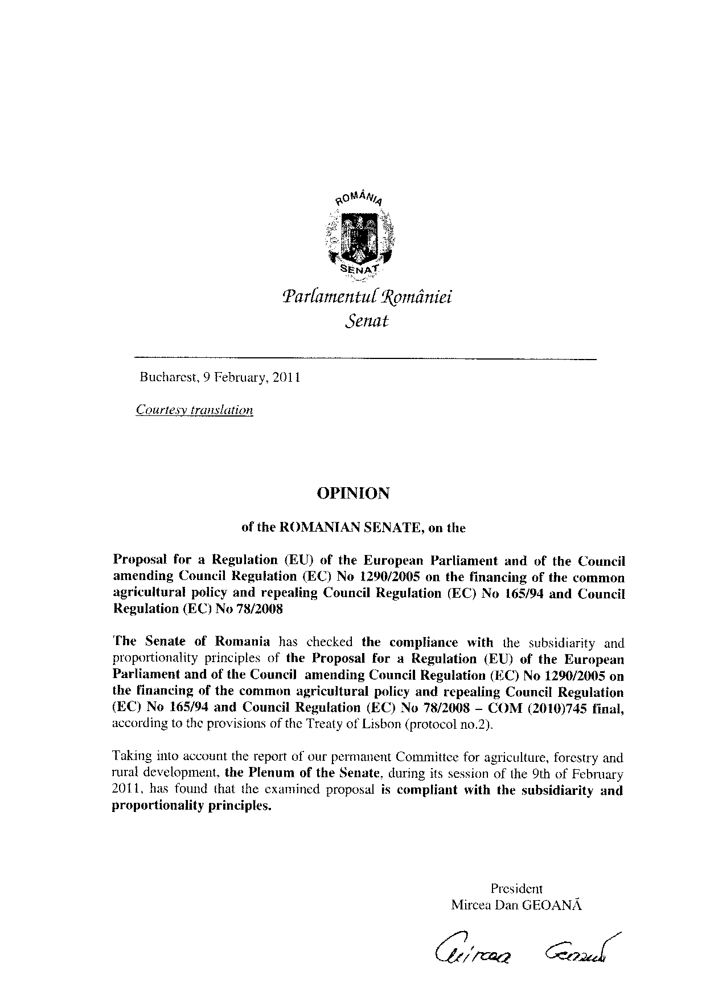 ROMÂNIA
SENAT
Parlamentul României
Senat
Bucharest, 9 February, 2011
Courtesy translation
OPINION
of the ROMANIAN SENATE, on the
Proposal for a Regulation (EU) of the European Parliament and of the Council
amending Council Regulation (EC) No 1290/2005 on the financing of the common
agricultural policy and repealing Council Regulation (EC) No 165/94 and Council
Regulation (EC) No 78/2008
The Senate of Romania has checked the compliance with the subsidiarity and
proportionality principles of the Proposal for a Regulation (EU) of the European
Parliament and of the Council amending Council Regulation (EC) No 1290/2005 on
the financing of the common agricultural policy and repealing Council Regulation
(EC) No 165/94 and Council Regulation (EC) No 78/2008 – COM (2010)745 final,
according to the provisions of the Treaty of Lisbon (protocol no.2).
Taking into account the report of our permanent Committee for agriculture, forestry and
rural development, the Plenum of the Senate, during its session of the 9th of February
2011, has found that the examined proposal is compliant with the subsidiarity and
proportionality principles.
President
Mircea Dan GEOANĂ
Mircea Geoană